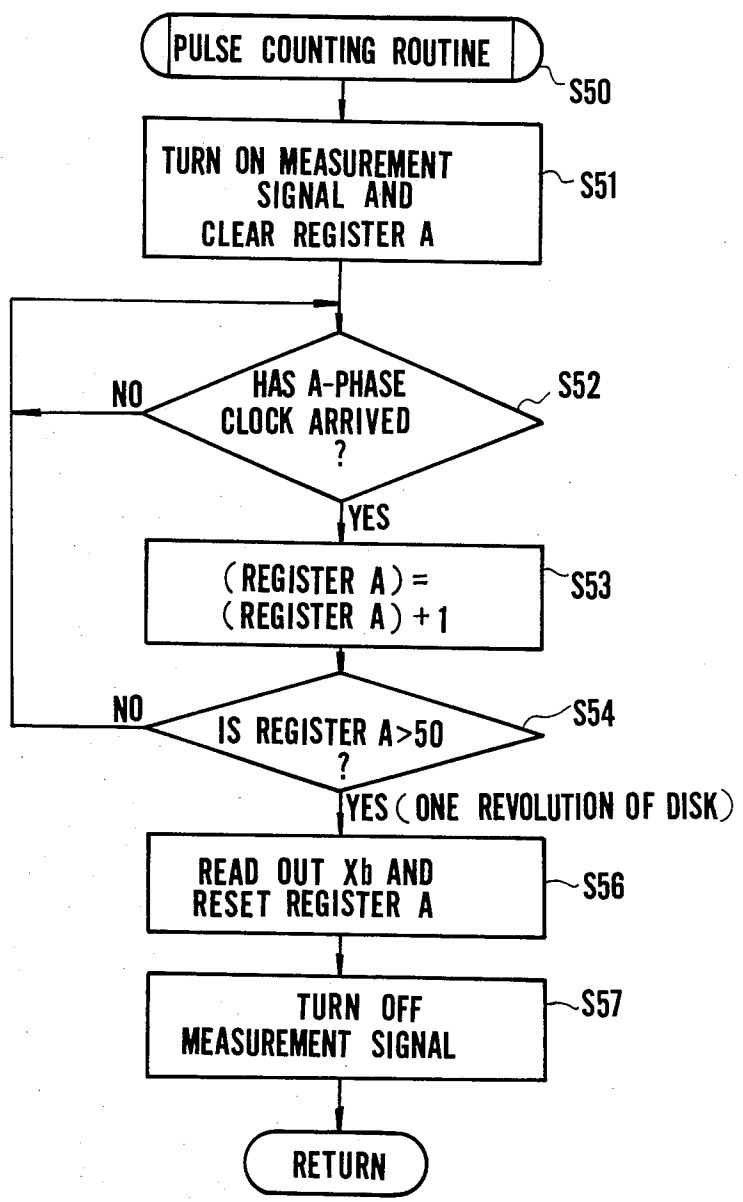 PULSE COUNTING ROUTINE
S50
TURN ON MEASUREMENT
SIGNAL AND
CLEAR REGISTER A
S51
HAS A-PHASE
CLOCK ARRIVED
?
S52
NO
YES
(REGISTER A) =
(REGISTER A) + 1
S53
IS REGISTER A>50
?
S54
NO
YES (ONE REVOLUTION OF DISK)
READ OUT Xb AND
RESET REGISTER A
S56
TURN OFF
MEASUREMENT SIGNAL
S57
RETURN